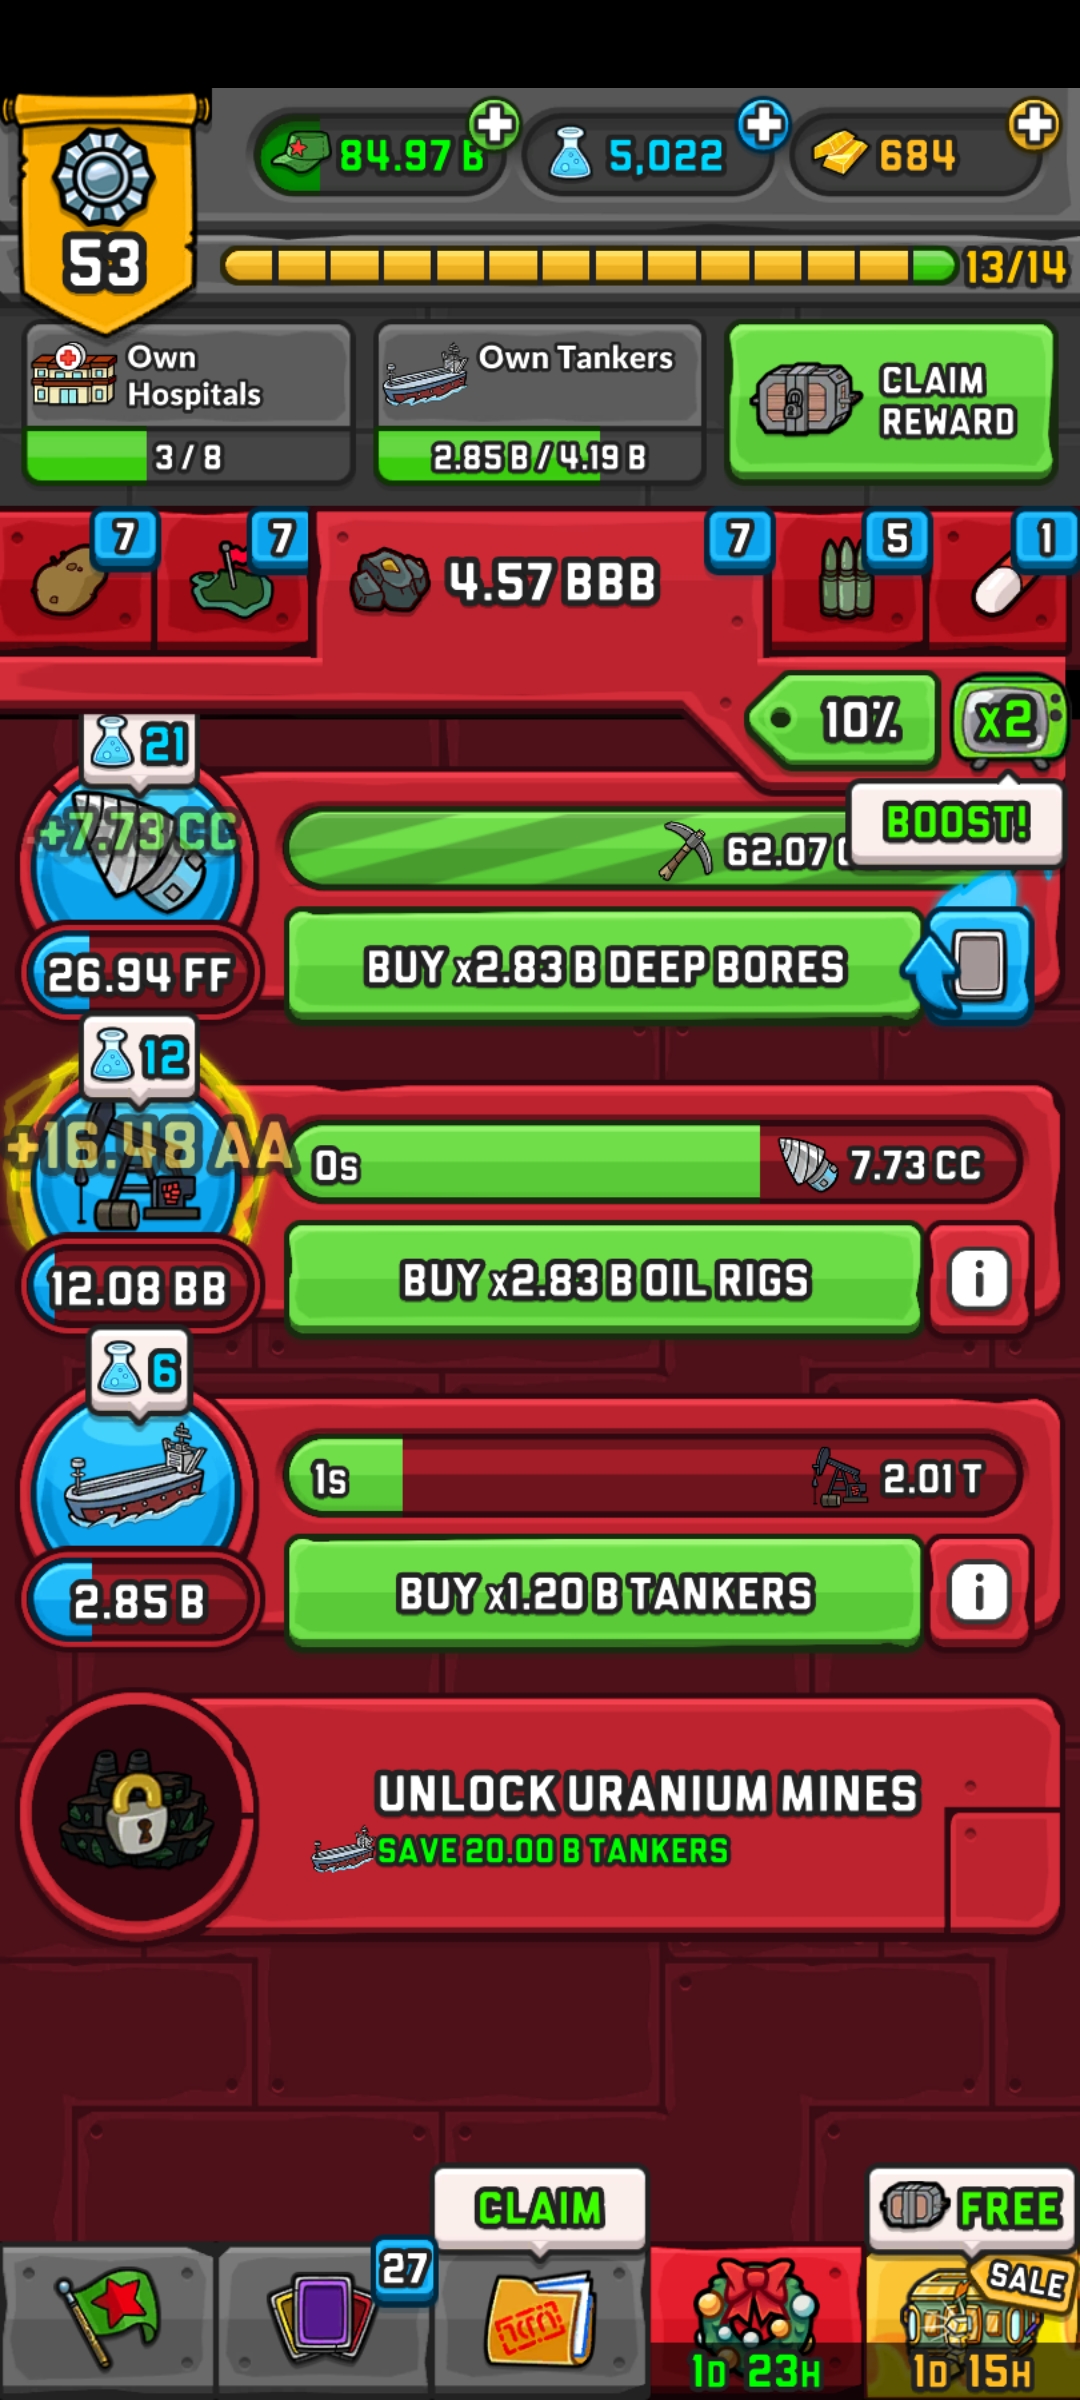 84.97 B
5,022
684
53
13/14
Own
Hospitals
3 / 8
Own Tankers
2.85 B / 4.19 B
CLAIM
REWARD
7
7
4.57 BBB
7
5
1
10%
x2
BOOST!
21
+7.73 CC
62.07
26.94 FF
BUY x2.83 B DEEP BORES
12
+16.48 AA
0s
7.73 CC
12.08 BB
BUY x2.83 B OIL RIGS
i
6
1s
2.01 T
2.85 B
BUY x1.20 B TANKERS
i
UNLOCK URANIUM MINES
SAVE 20.00 B TANKERS
CLAIM
FREE
27
SALE
1D 23H
1D 15H